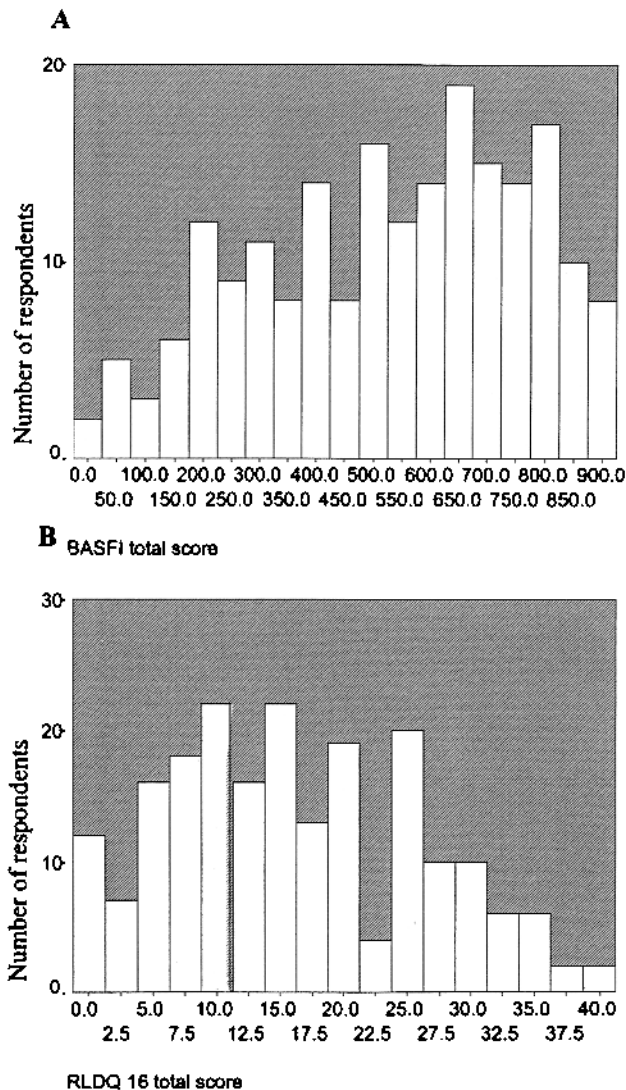 A
20
Number of respondents
10
0
0.0 100.0 200.0 300.0 400.0 500.0 600.0 700.0 800.0 900.0
50.0 150.0 250.0 350.0 450.0 550.0 650.0 750.0 850.0
BASFI total score
B
30
20
Number of respondents
10
0
0.0 5.0 10.0 15.0 20.0 25.0 30.0 35.0 40.0
2.5 7.5 12.5 17.5 22.5 27.5 32.5 37.5
RLDQ 16 total score